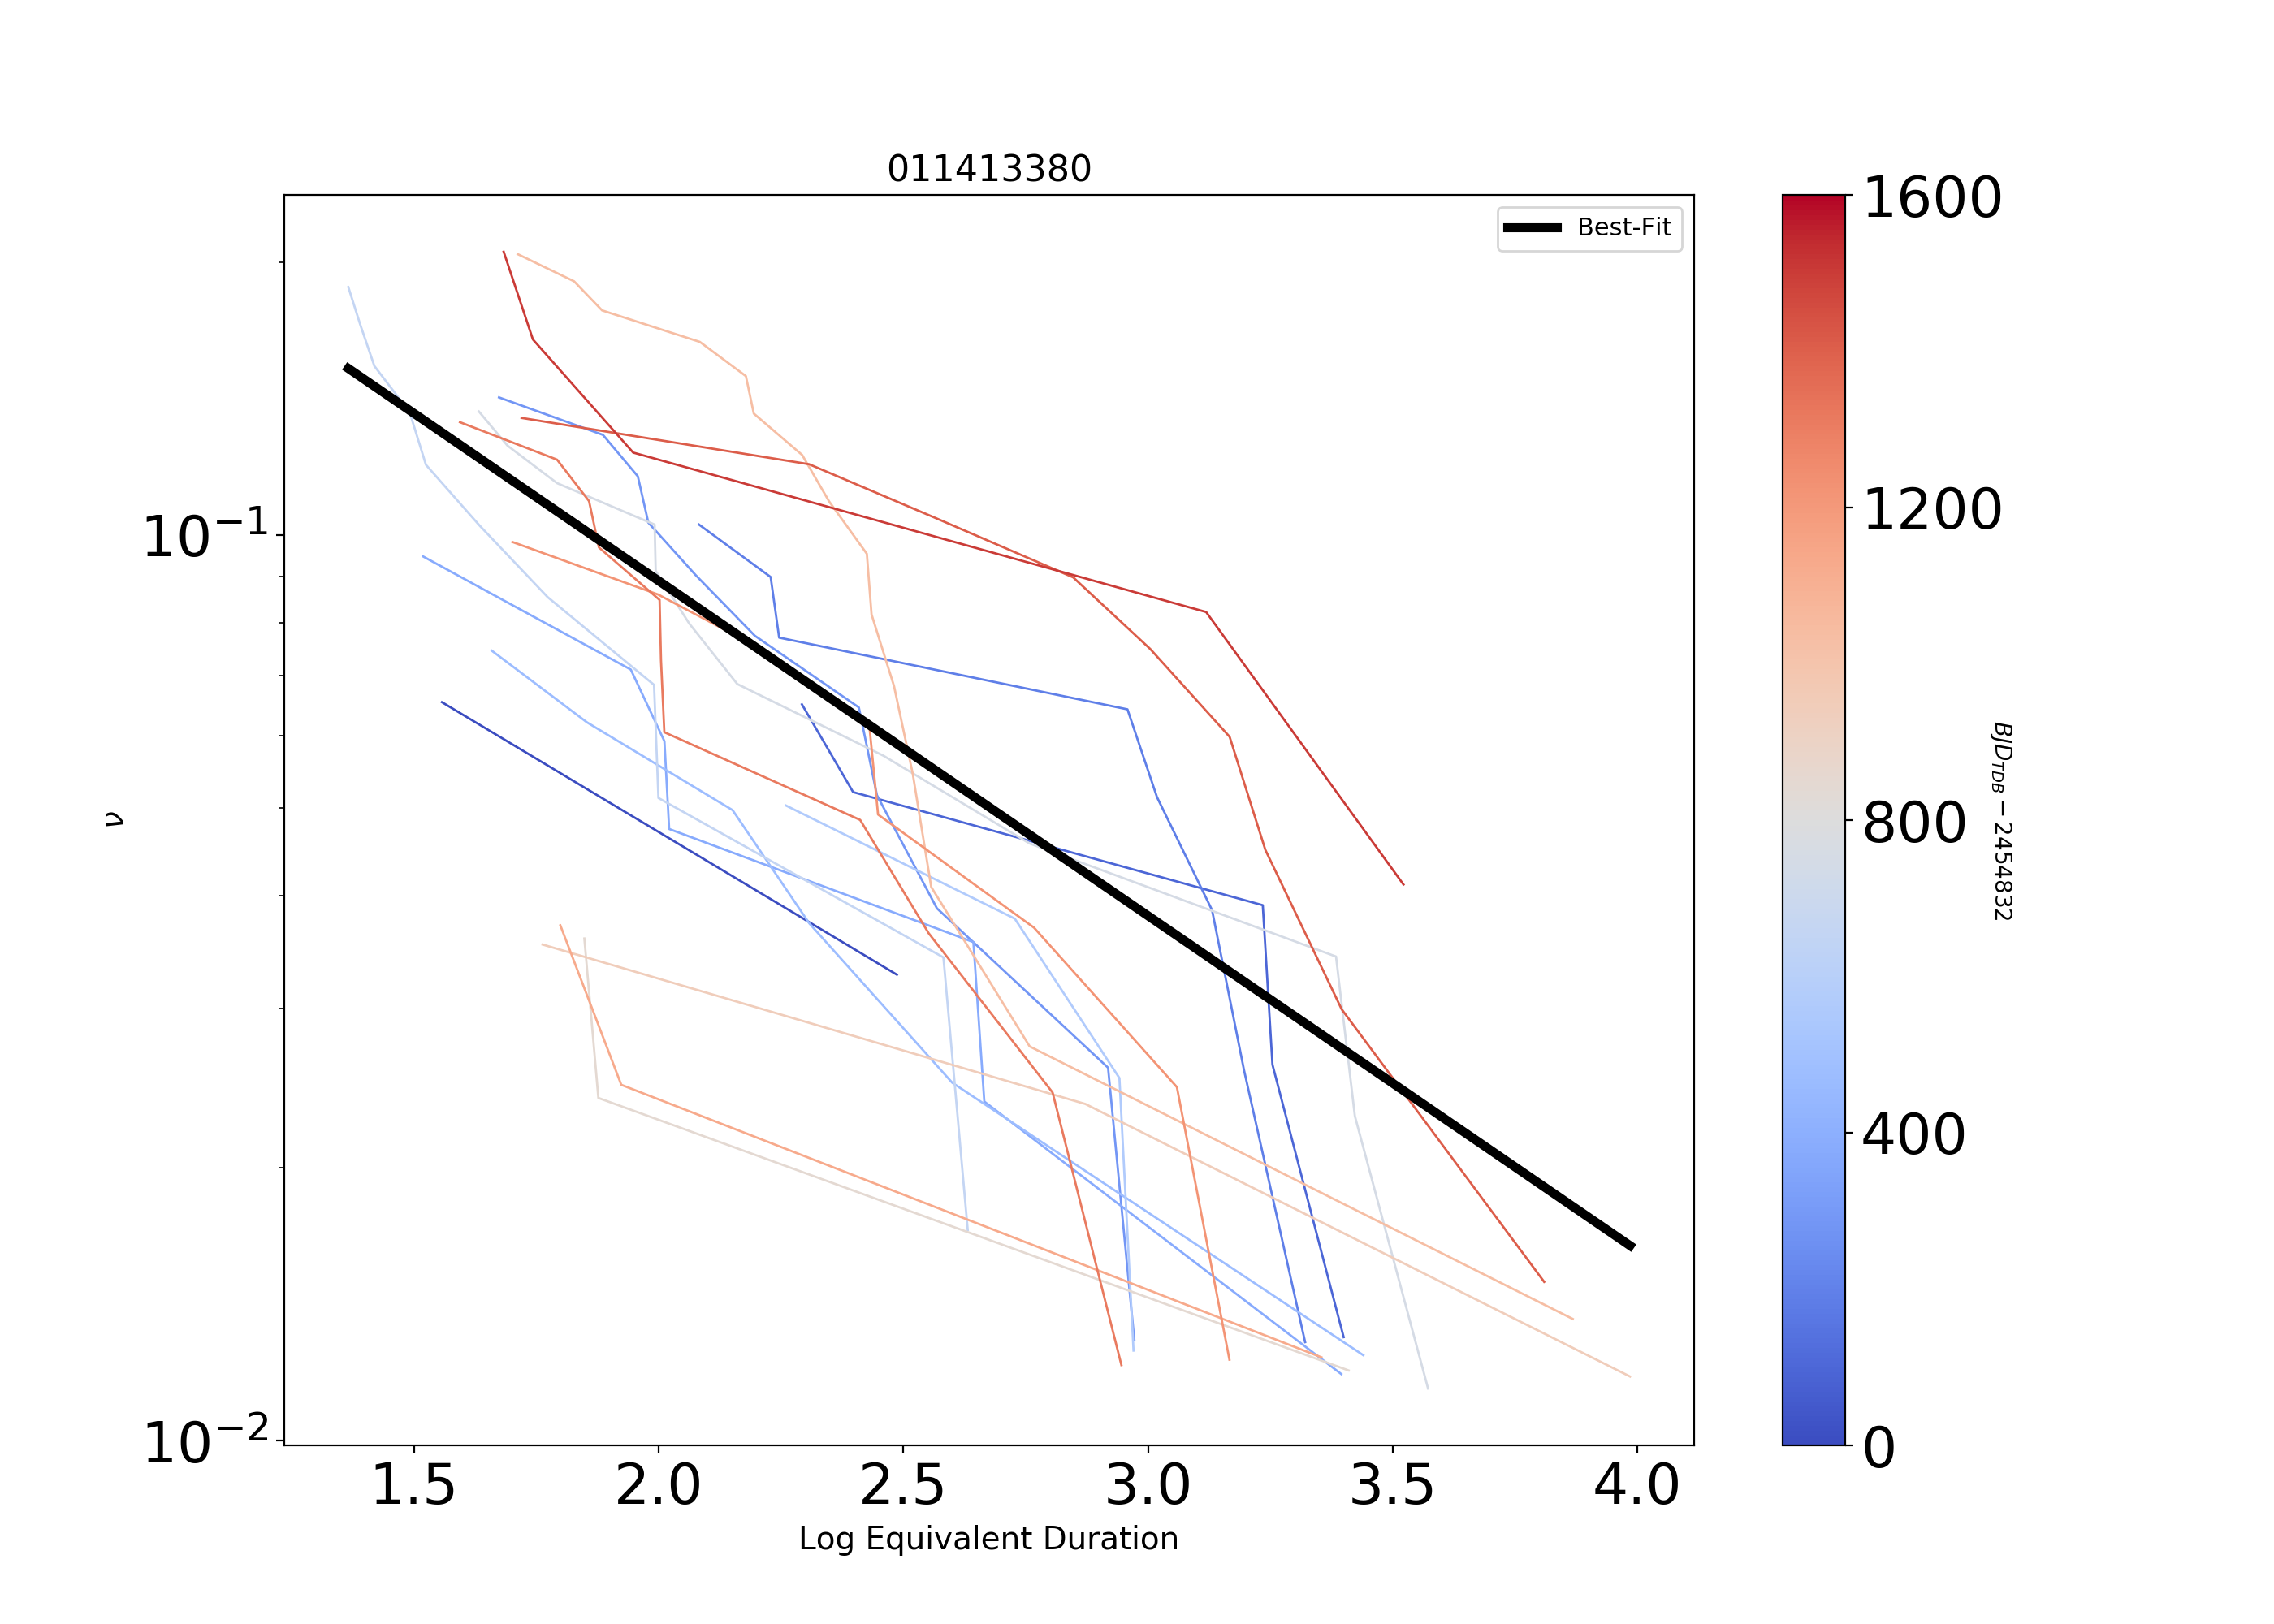 011413380
Best-Fit
10⁻¹
10⁻²
ν
1.5 2.0 2.5 3.0 3.5 4.0
Log Equivalent Duration
1600
1200
800
400
0
BJD_TDB − 2454832